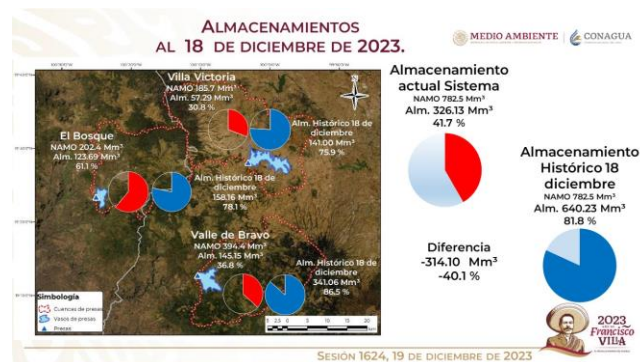 ALMACENAMIENTOS
AL 18 DE DICIEMBRE DE 2023.
MEDIO AMBIENTE
CONAGUA
Villa Victoria
NAMO 185.7 Mm³
Alm. 57.29 Mm³
30.8 %
Alm. Histórico 18 de
diciembre
141.00 Mm³
75.9 %
El Bosque
NAMO 202.4 Mm³
Alm. 123.69 Mm³
61.1 %
Alm. Histórico 18 de
diciembre
158.16 Mm³
78.1 %
Valle de Bravo
NAMO 394.4 Mm³
Alm. 145.15 Mm³
36.8 %
Alm. Histórico 18 de
diciembre
341.06 Mm³
86.5 %
Simbología
Cuencas de presas
Vasos de presas
Presas
Almacenamiento
actual Sistema
NAMO 782.5 Mm³
Alm. 326.13 Mm³
41.7 %
Almacenamiento
Histórico 18
diciembre
NAMO 782.5 Mm³
Alm. 640.23 Mm³
81.8 %
Diferencia
-314.10 Mm³
-40.1 %
2023
Francisco
VILLA
SESIÓN 1624, 19 DE DICIEMBRE DE 2023